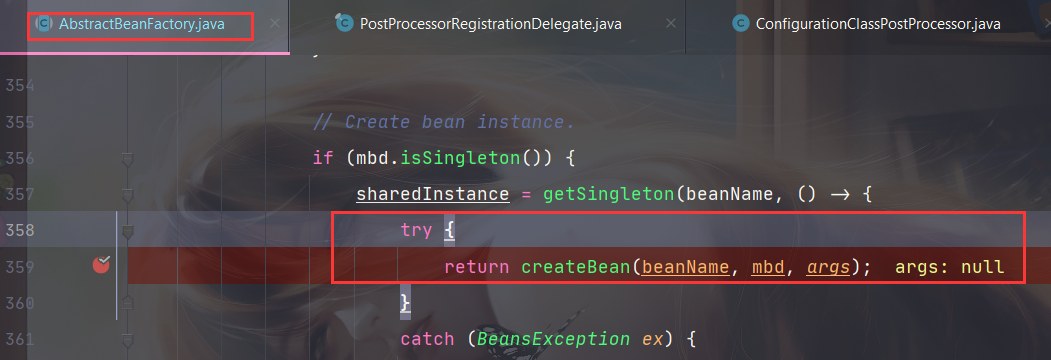 AbstractBeanFactory.java
PostProcessorRegistrationDelegate.java
ConfigurationClassPostProcessor.java
354
355 // Create bean instance.
356 if (mbd.isSingleton()) {
357 sharedInstance = getSingleton(beanName, () → {
358 try {
359 return createBean(beanName, mbd, args); args: null
360 }
361 catch (BeansException ex) {